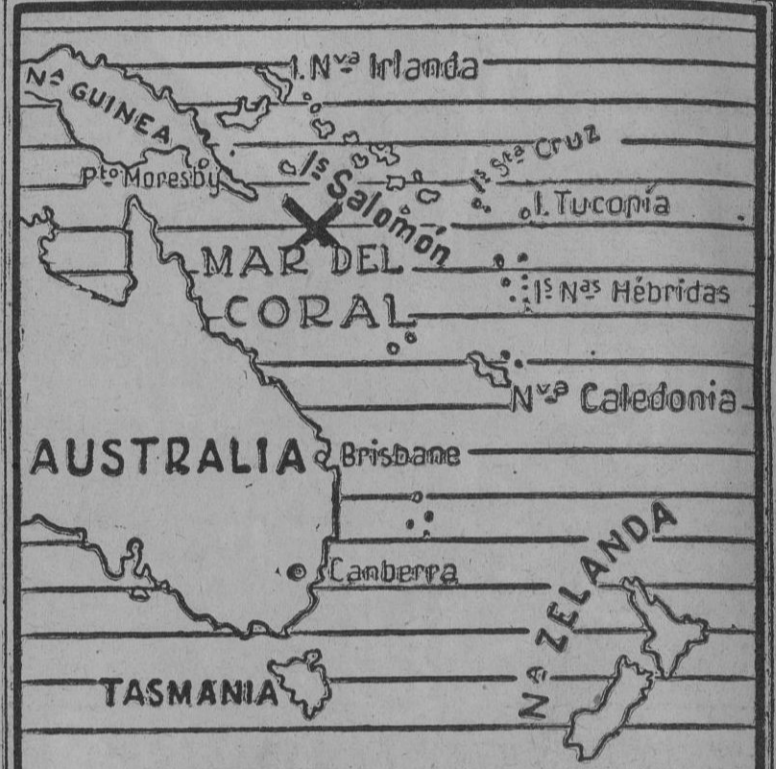 I. Nva Irlanda
Na GUINEA
Pto Moresby
Is Salomón
Is Sta Cruz
I. Tucopía
MAR DEL
CORAL
Is Nas Hébridas
Nva Caledonia
AUSTRALIA
Brisbane
Canberra
Na ZELANDA
TASMANIA